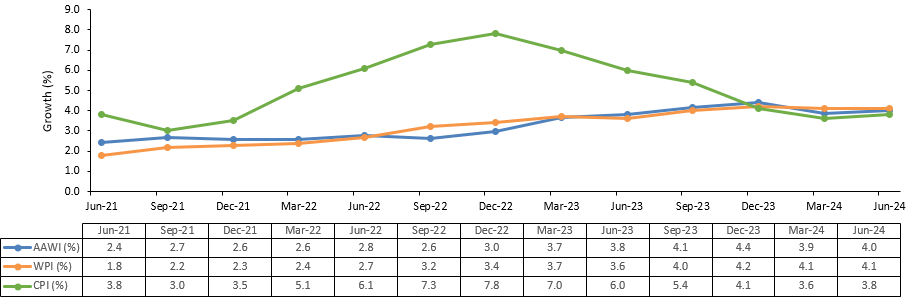 9.0
8.0
7.0
6.0
5.0
4.0
3.0
2.0
1.0
0.0
Growth (%)
Jun-21 Sep-21 Dec-21 Mar-22 Jun-22 Sep-22 Dec-22 Mar-23 Jun-23 Sep-23 Dec-23 Mar-24 Jun-24
Jun-21 Sep-21 Dec-21 Mar-22 Jun-22 Sep-22 Dec-22 Mar-23 Jun-23 Sep-23 Dec-23 Mar-24 Jun-24
AAWI (%) 2.4 2.7 2.6 2.6 2.8 2.6 3.0 3.7 3.8 4.1 4.4 3.9 4.0
WPI (%) 1.8 2.2 2.3 2.4 2.7 3.2 3.4 3.7 3.6 4.0 4.2 4.1 4.1
CPI (%) 3.8 3.0 3.5 5.1 6.1 7.3 7.8 7.0 6.0 5.4 4.1 3.6 3.8